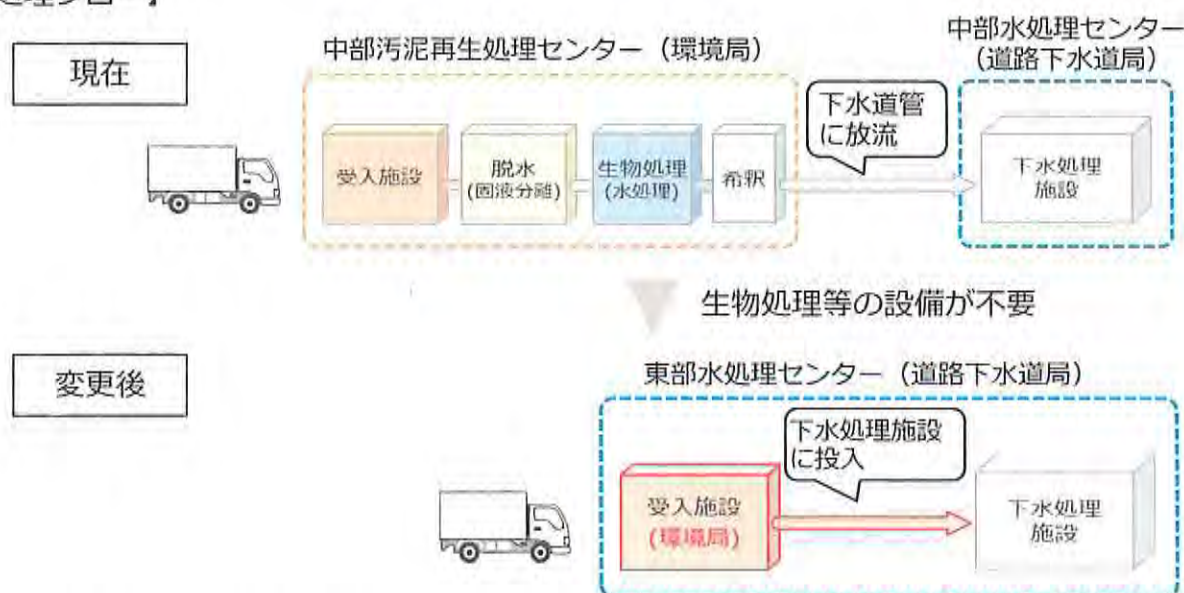 現在
中部汚泥再生処理センター（環境局）
中部水処理センター
（道路下水道局）
受入施設
脱水
(固液分離)
生物処理
(水処理)
希釈
下水道管
に放流
下水処理
施設
生物処理等の設備が不要
変更後
東部水処理センター（道路下水道局）
受入施設
(環境局)
下水処理施設
に投入
下水処理
施設